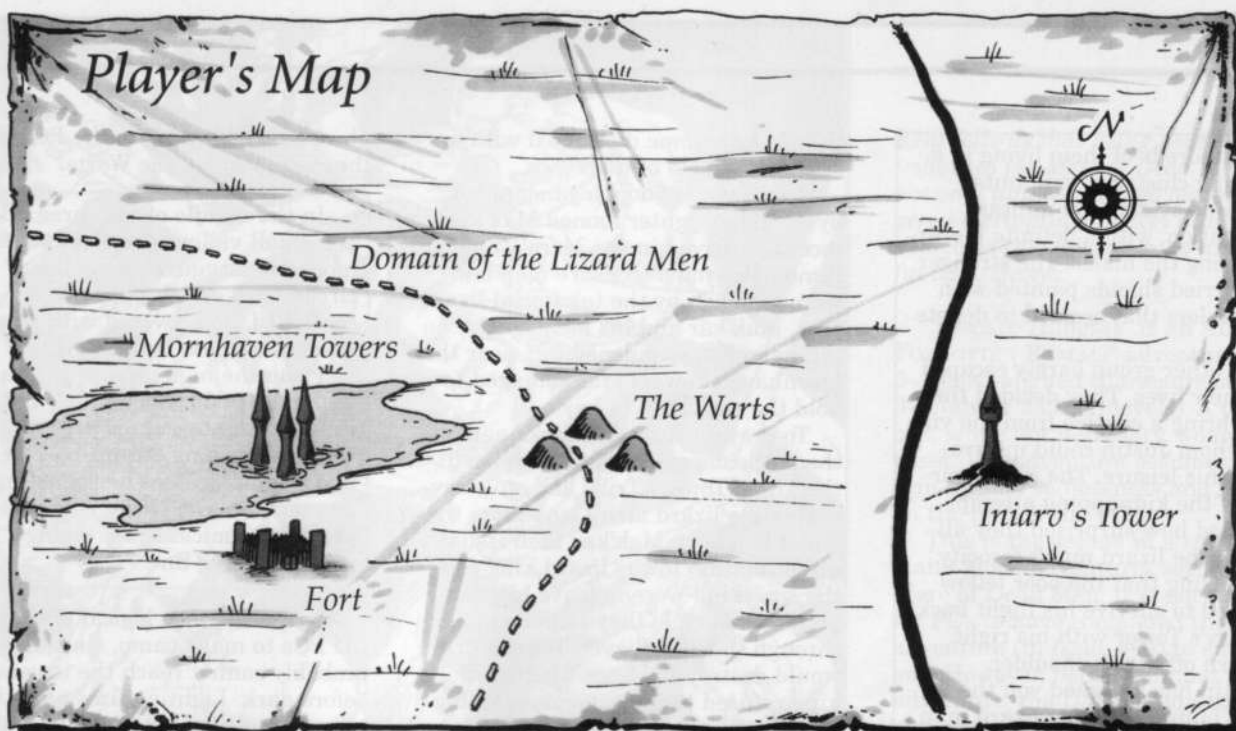 Player's Map
N
Domain of the Lizard Men
Mornhaven Towers
The Warts
Iniarv's Tower
Fort